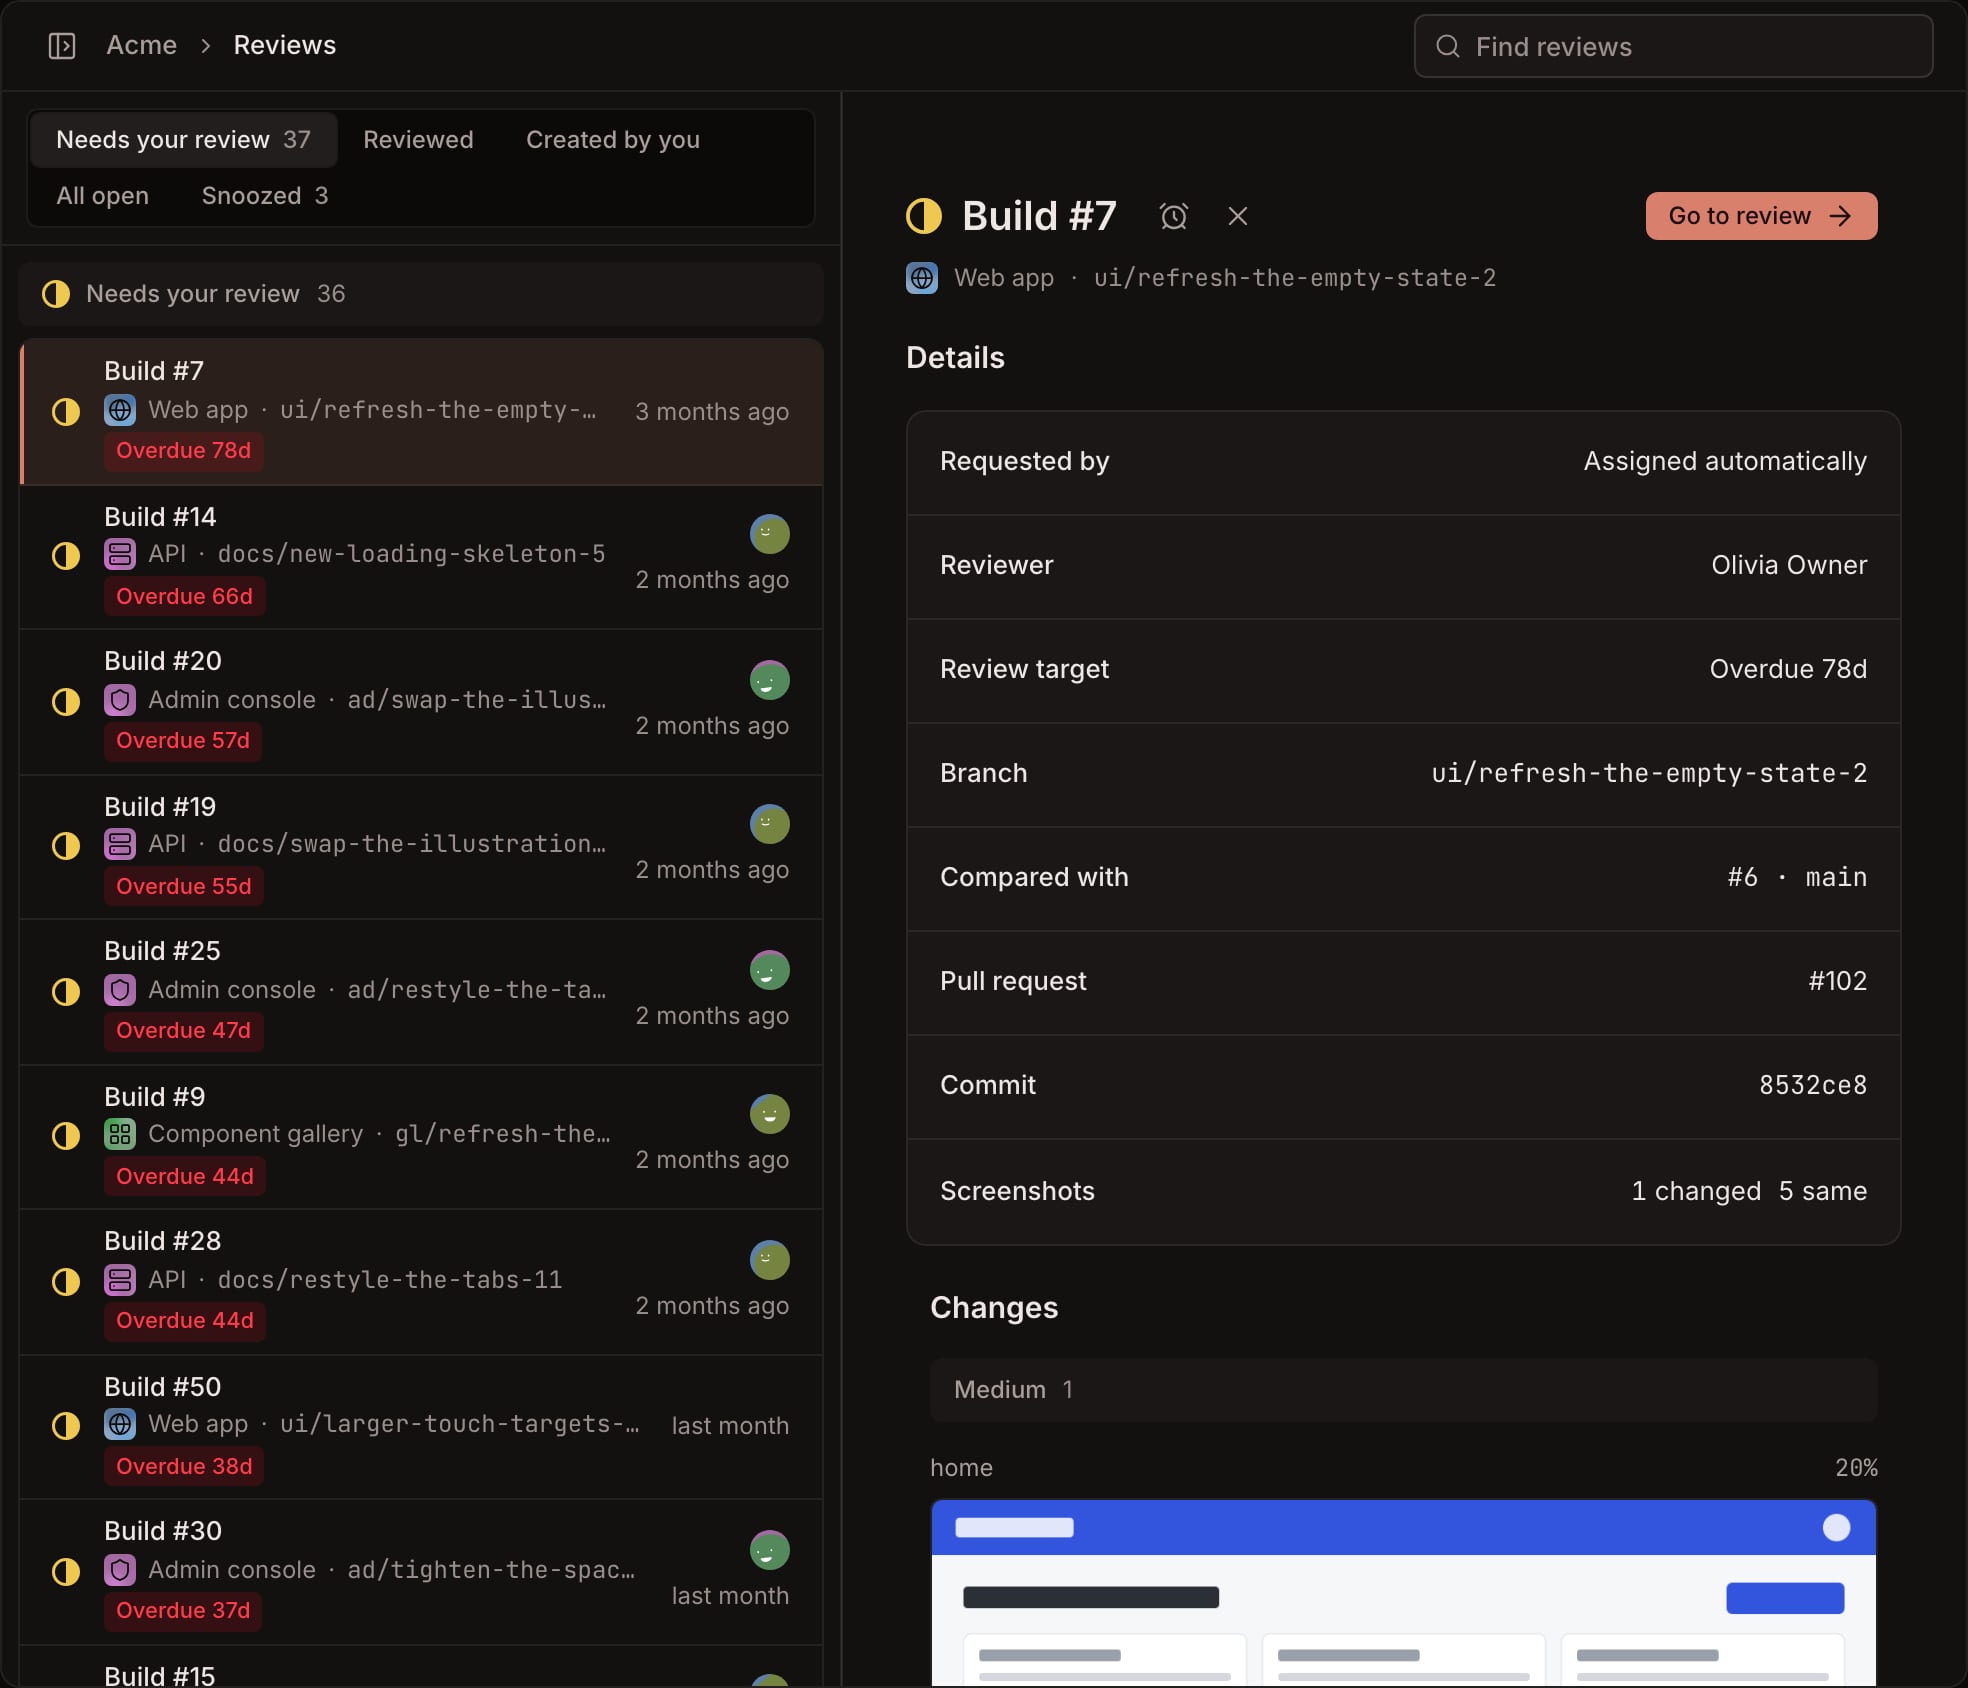 Acme > Reviews
Find reviews
Needs your review 37 Reviewed Created by you
All open Snoozed 3
Needs your review 36
Build #7
Web app · ui/refresh-the-empty-… 3 months ago
Overdue 78d
Build #14
API · docs/new-loading-skeleton-5
2 months ago
Overdue 66d
Build #20
Admin console · ad/swap-the-illus…
2 months ago
Overdue 57d
Build #19
API · docs/swap-the-illustration…
2 months ago
Overdue 55d
Build #25
Admin console · ad/restyle-the-ta…
2 months ago
Overdue 47d
Build #9
Component gallery · gl/refresh-the…
2 months ago
Overdue 44d
Build #28
API · docs/restyle-the-tabs-11
2 months ago
Overdue 44d
Build #50
Web app · ui/larger-touch-targets-… last month
Overdue 38d
Build #30
Admin console · ad/tighten-the-spac…
last month
Overdue 37d
Build #15
Build #7
Go to review
Web app · ui/refresh-the-empty-state-2
Details
Requested by Assigned automatically
Reviewer Olivia Owner
Review target Overdue 78d
Branch ui/refresh-the-empty-state-2
Compared with #6 · main
Pull request #102
Commit 8532ce8
Screenshots 1 changed 5 same
Changes
Medium 1
home 20%